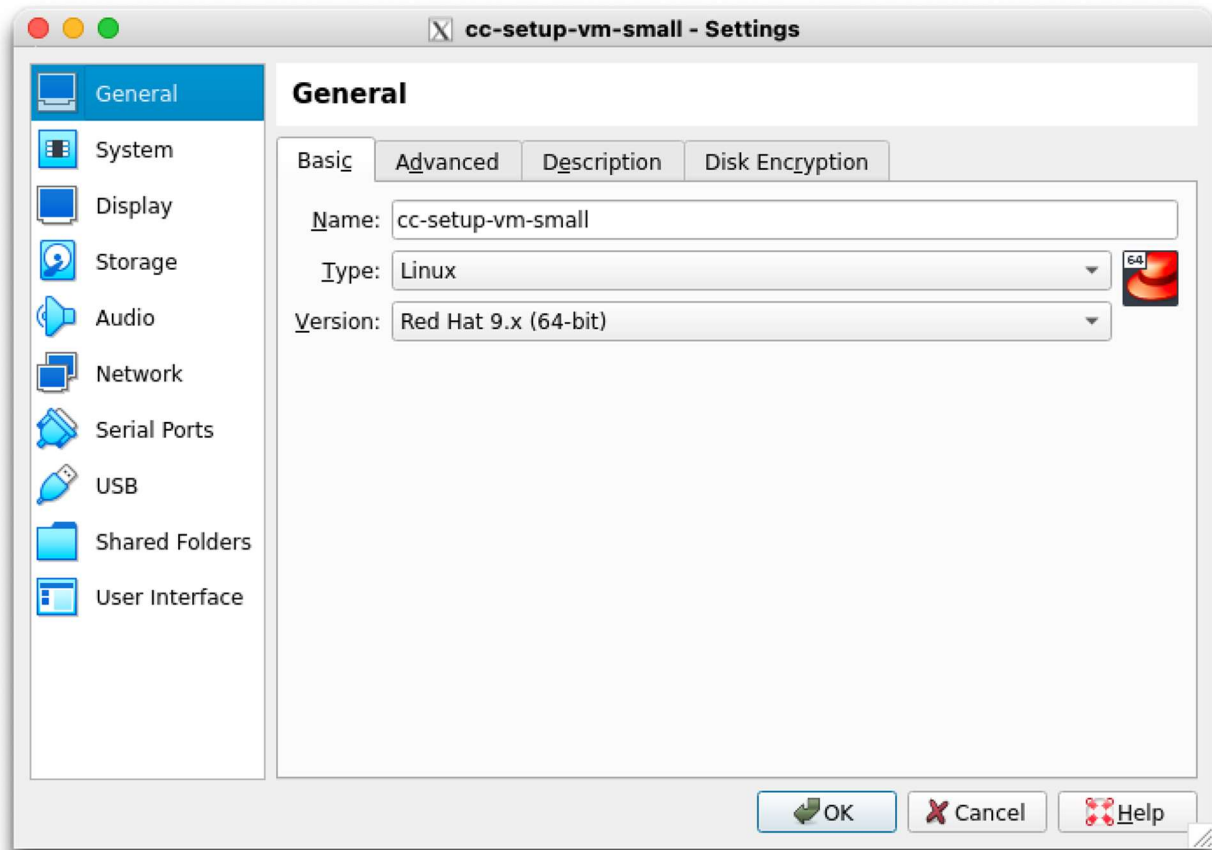 cc-setup-vm-small - Settings
General
System
Display
Storage
Audio
Network
Serial Ports
USB
Shared Folders
User Interface
General
Basic Advanced Description Disk Encryption
Name: cc-setup-vm-small
Type: Linux
64
Version: Red Hat 9.x (64-bit)
OK Cancel Help